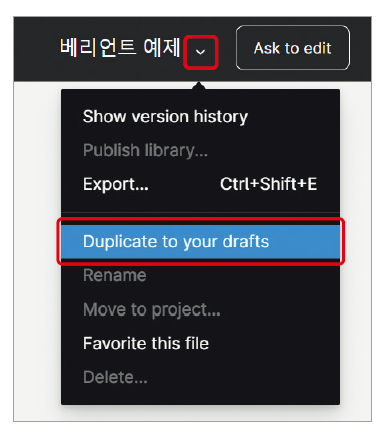 베리언트 예제
Ask to edit
Show version history
Publish library...
Export... Ctrl+Shift+E
Duplicate to your drafts
Rename
Move to project...
Favorite this file
Delete...